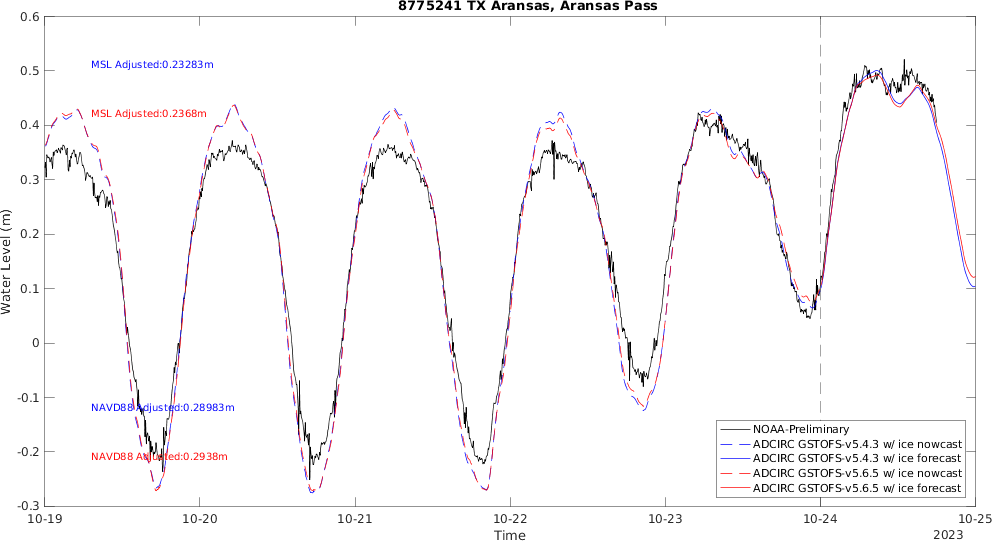 8775241 TX Aransas, Aransas Pass
0.6
0.5
0.4
0.3
0.2
0.1
0
-0.1
-0.2
-0.3
Water Level (m)
MSL Adjusted:0.23283m
MSL Adjusted:0.2368m
NAVD88 Adjusted:0.28983m
NAVD88 Adjusted:0.2938m
NOAA-Preliminary
ADCIRC GSTOFS-v5.4.3 w/ ice nowcast
ADCIRC GSTOFS-v5.4.3 w/ ice forecast
ADCIRC GSTOFS-v5.6.5 w/ ice nowcast
ADCIRC GSTOFS-v5.6.5 w/ ice forecast
10-19 10-20 10-21 10-22 10-23 10-24 10-25
Time
2023